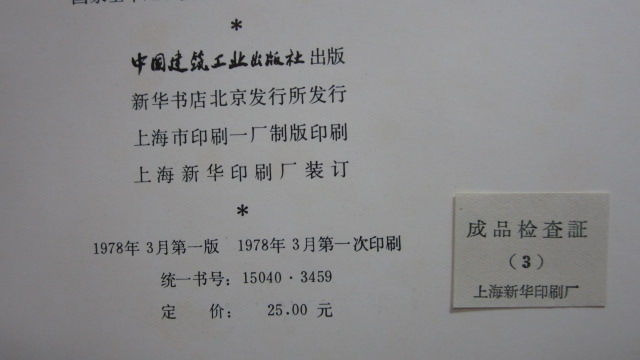 *
中国建筑工业出版社 出版
新华书店北京发行所发行
上海市印刷一厂制版印刷
上海新华印刷厂装订
*
1978年3月第一版 1978年3月第一次印刷
统一书号：15040·3459
定 价： 25.00 元
成品检查証
（3）
上海新华印刷厂